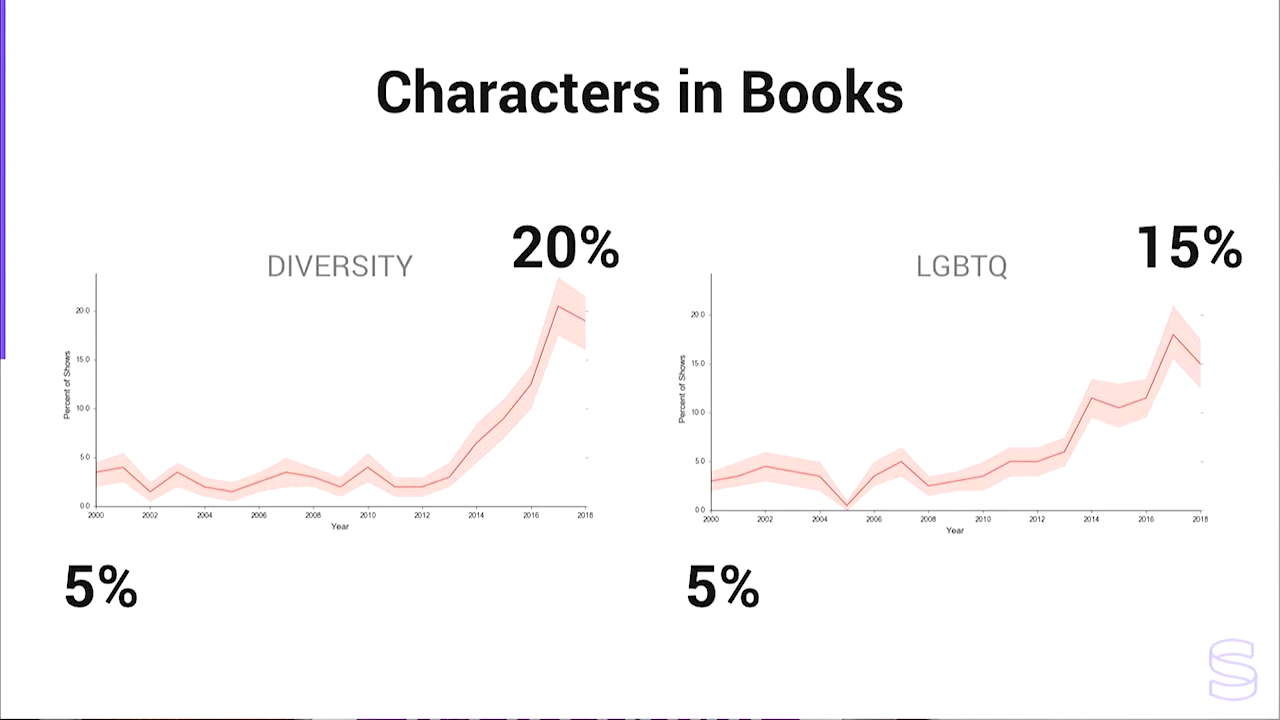 Characters in Books
DIVERSITY
20%
Percent of Shows
20.0
15.0
10.0
5.0
0.0
2000 2002 2004 2006 2008 2010 2012 2014 2016 2018
Year
5%
LGBTQ
15%
Percent of Shows
20.0
15.0
10.0
5.0
0.0
2000 2002 2004 2006 2008 2010 2012 2014 2016 2018
Year
5%
S